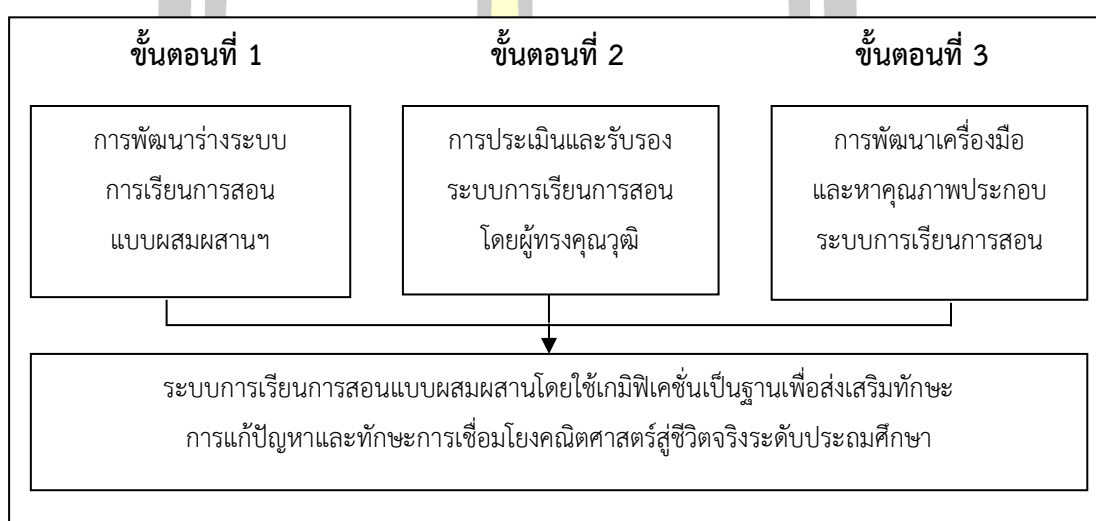 ขั้นตอนที่ 1
ขั้นตอนที่ 2
ขั้นตอนที่ 3
การพัฒนาร่างระบบ
การเรียนการสอน
แบบผสมผสานฯ
การประเมินและรับรอง
ระบบการเรียนการสอน
โดยผู้ทรงคุณวุฒิ
การพัฒนาเครื่องมือ
และหาคุณภาพประกอบ
ระบบการเรียนการสอน
ระบบการเรียนการสอนแบบผสมผสานโดยใช้เกมิฟิเคชั่นเป็นฐานเพื่อส่งเสริมทักษะ
การแก้ปัญหาและทักษะการเชื่อมโยงคณิตศาสตร์สู่ชีวิตจริงระดับประถมศึกษา